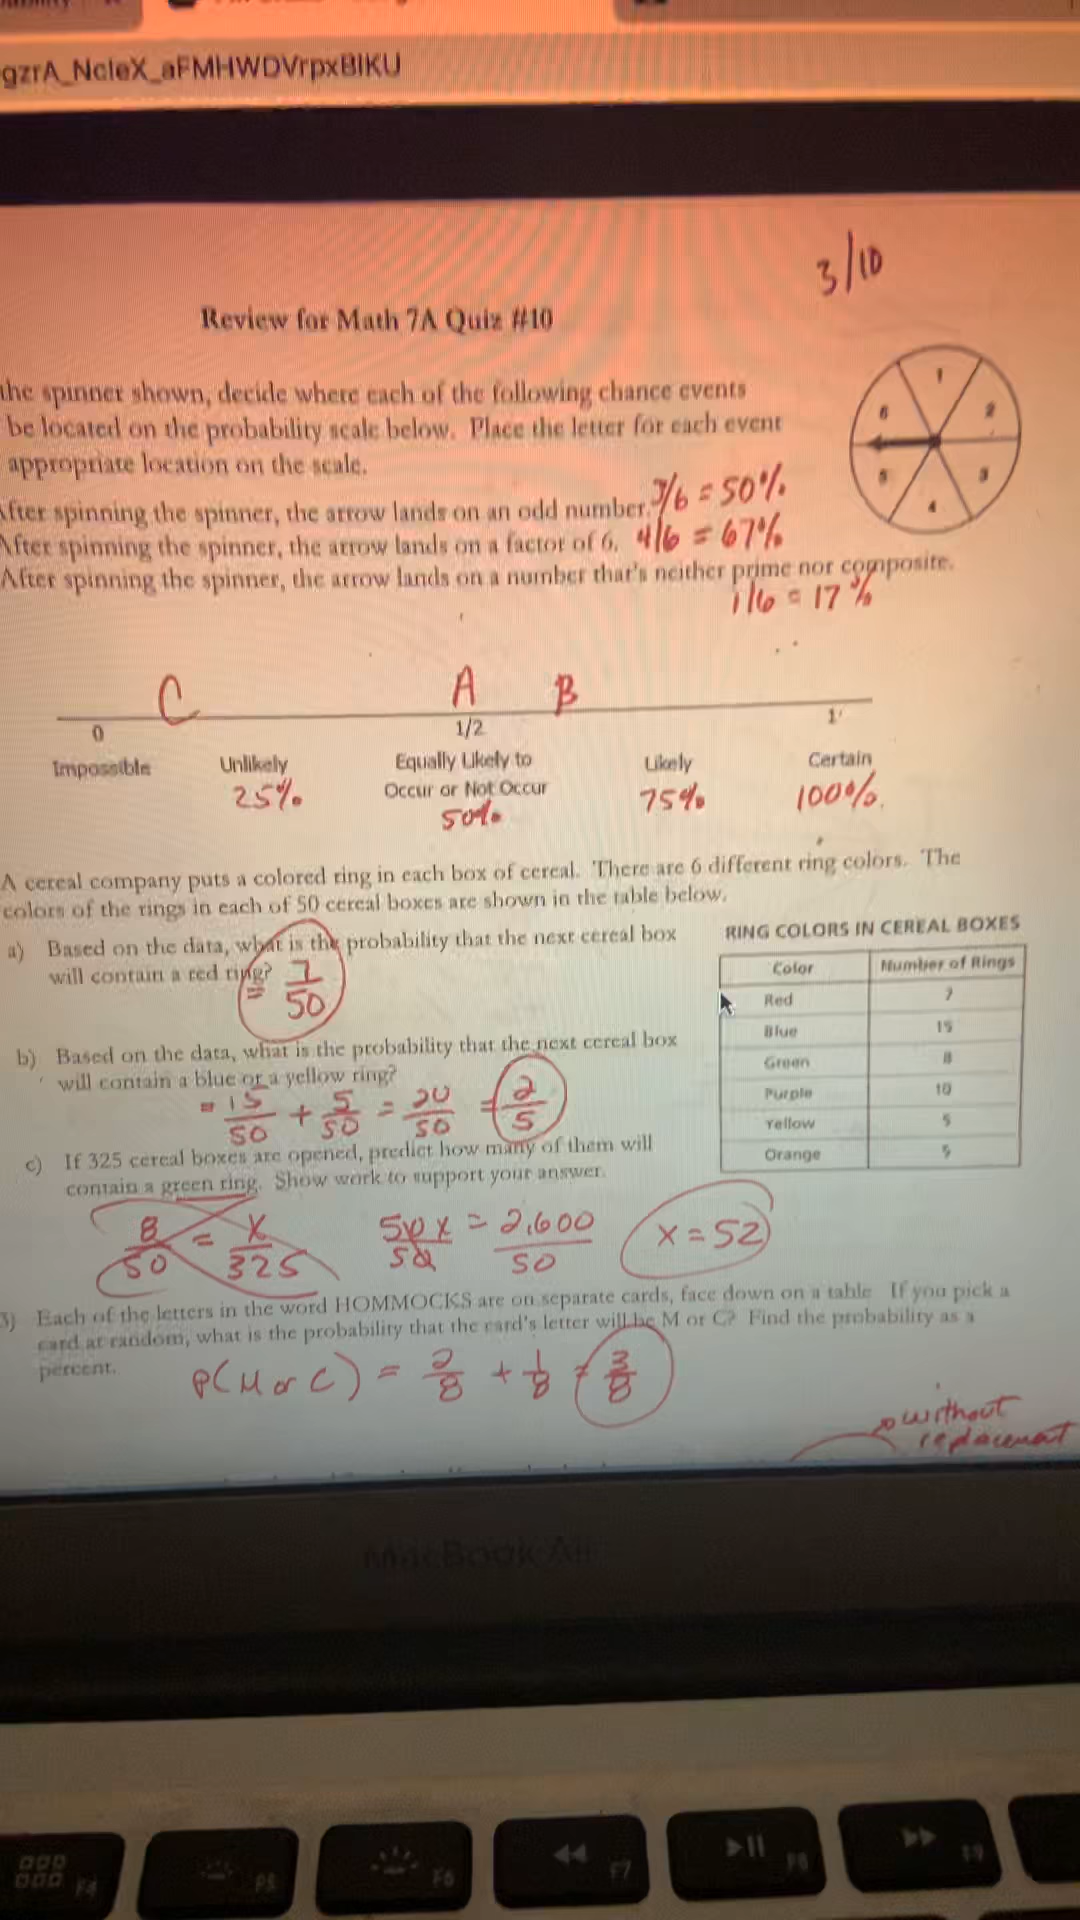 gzrA_NcleX_aFMHWDVrpxBIKU
3/10
Review for Math 7A Quiz #10
the spinner shown, decide where each of the following chance events
be located on the probability scale below. Place the letter for each event
appropriate location on the scale.
1
2
3
4
5
6
After spinning the spinner, the arrow lands on an odd number. 3/6 = 50%
After spinning the spinner, the arrow lands on a factor of 6. 4/6 = 67%
After spinning the spinner, the arrow lands on a number that's neither prime nor composite.
1/6 = 17%
C A B
0 1/2 1
Impossible Unlikely Equally Likely to Occur or Not Occur Likely Certain
25% 50% 75% 100%
A cereal company puts a colored ring in each box of cereal. There are 6 different ring colors. The
colors of the rings in each of 50 cereal boxes are shown in the table below.
a) Based on the data, what is the probability that the next cereal box
will contain a red ring? = 7/50
b) Based on the data, what is the probability that the next cereal box
will contain a blue or a yellow ring?
= 15/50 + 5/50 = 20/50 = 2/5
c) If 325 cereal boxes are opened, predict how many of them will
contain a green ring. Show work to support your answer.
RING COLORS IN CEREAL BOXES
Color Number of Rings
Red 7
Blue 15
Green 8
Purple 10
Yellow 5
Orange 5
8/50 = x/325 50x/50 = 2,600/50 x = 52
3) Each of the letters in the word HOMMOCKS are on separate cards, face down on a table. If you pick a
card at random, what is the probability that the card's letter will be M or C? Find the probability as a
percent.
P(M or C) = 2/8 + 1/8 = 3/8
without
replacement
MacBook Air
F4
F5
F6
F7
F8
F9